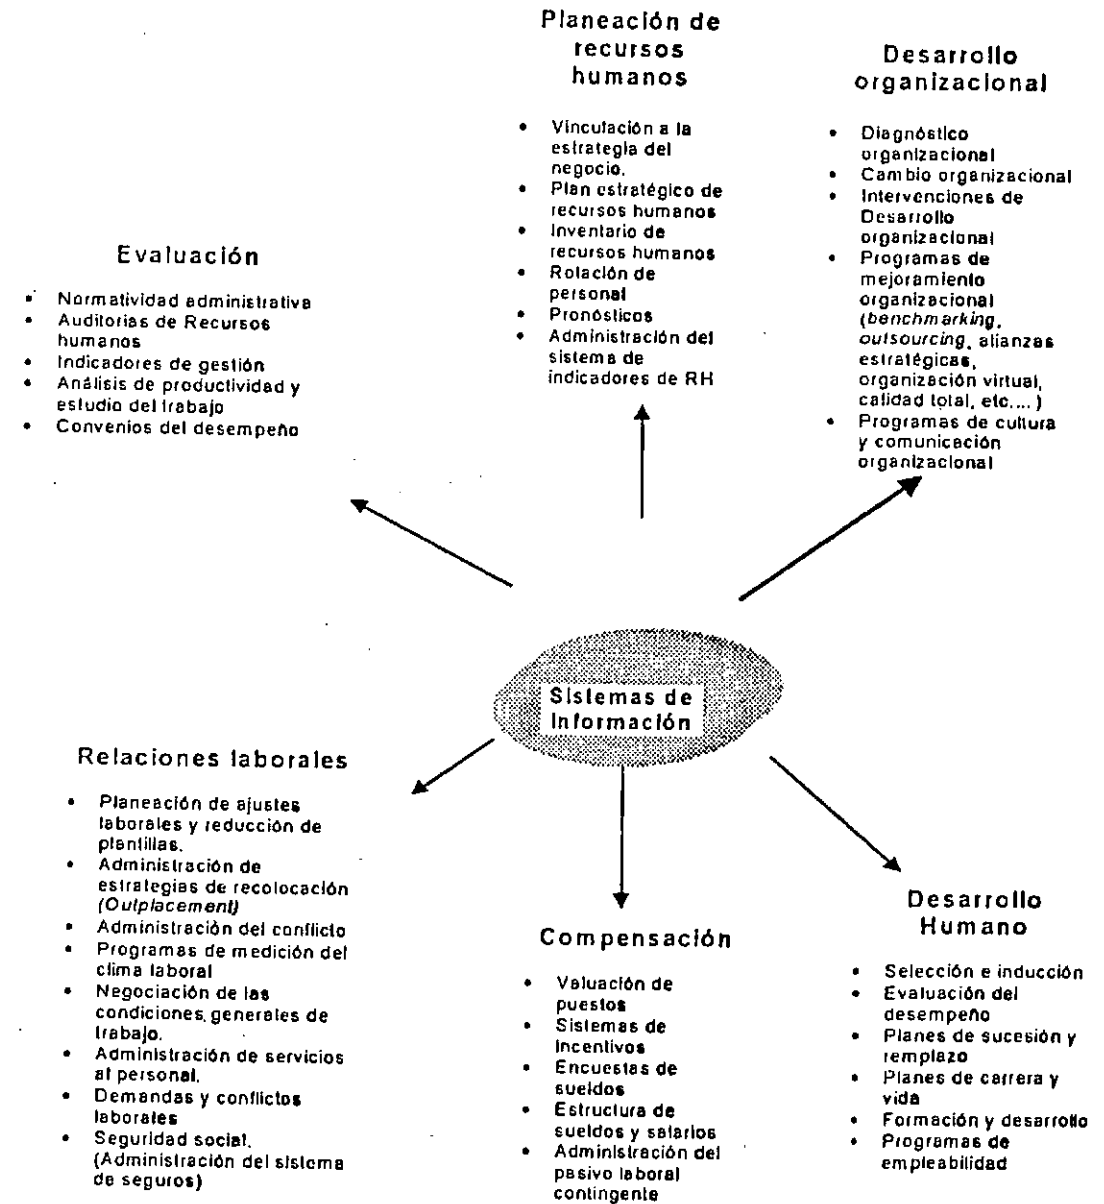 Planeación de
recursos
humanos
• Vinculación a la
estrategia del
negocio.
• Plan estratégico de
recursos humanos
• Inventario de
recursos humanos
• Rotación de
personal
• Pronósticos
• Administración del
sistema de
indicadores de RH
Desarrollo
organizacional
• Diagnóstico
organizacional
• Cambio organizacional
• Intervenciones de
Desarrollo
organizacional
• Programas de
mejoramiento
organizacional
(benchmarking,
outsourcing, alianzas
estratégicas,
organización virtual,
calidad total, etc....)
• Programas de cultura
y comunicación
organizacional
Evaluación
• Normatividad administrativa
• Auditorias de Recursos
humanos
• Indicadores de gestión
• Análisis de productividad y
estudio del trabajo
• Convenios del desempeño
Sistemas de
Información
Relaciones laborales
• Planeación de ajustes
laborales y reducción de
plantillas.
• Administración de
estrategias de recolocación
(Outplacement)
• Administración del conflicto
• Programas de medición del
clima laboral
• Negociación de las
condiciones generales de
trabajo.
• Administración de servicios
al personal.
• Demandas y conflictos
laborales
• Seguridad social.
(Administración del sistema
de seguros)
Compensación
• Valuación de
puestos
• Sistemas de
Incentivos
• Encuestas de
sueldos
• Estructura de
sueldos y salarios
• Administración del
pasivo laboral
contingente
Desarrollo
Humano
• Selección e inducción
• Evaluación del
desempeño
• Planes de sucesión y
remplazo
• Planes de carrera y
vida
• Formación y desarrollo
• Programas de
empleabilidad